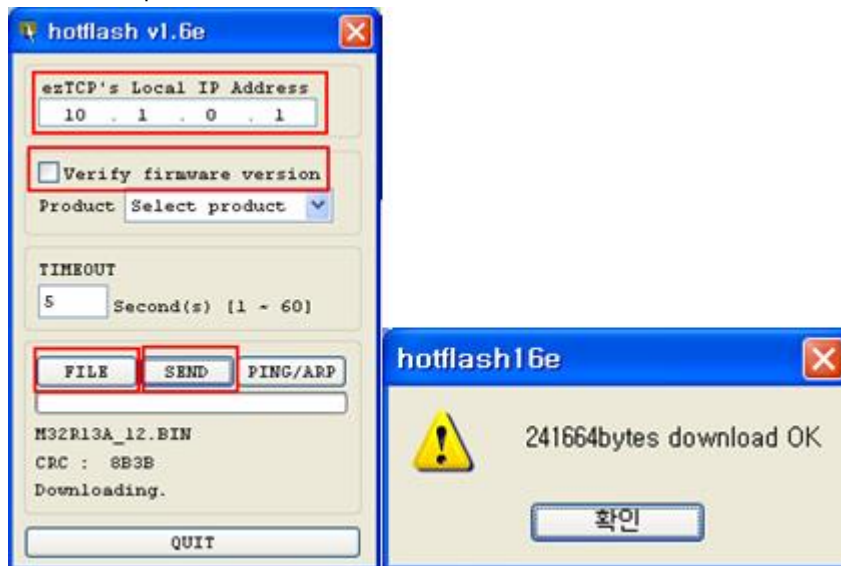 hotflash v1.6e
ezTCP's Local IP Address
10 . 1 . 0 . 1
Verify firmware version
Product Select product
TIMEOUT
5 Second(s) [1 ~ 60]
FILE SEND PING/ARP
M32R13A_12.BIN
CRC : 8B3B
Downloading.
QUIT
hotflash16e
241664bytes download OK
확인